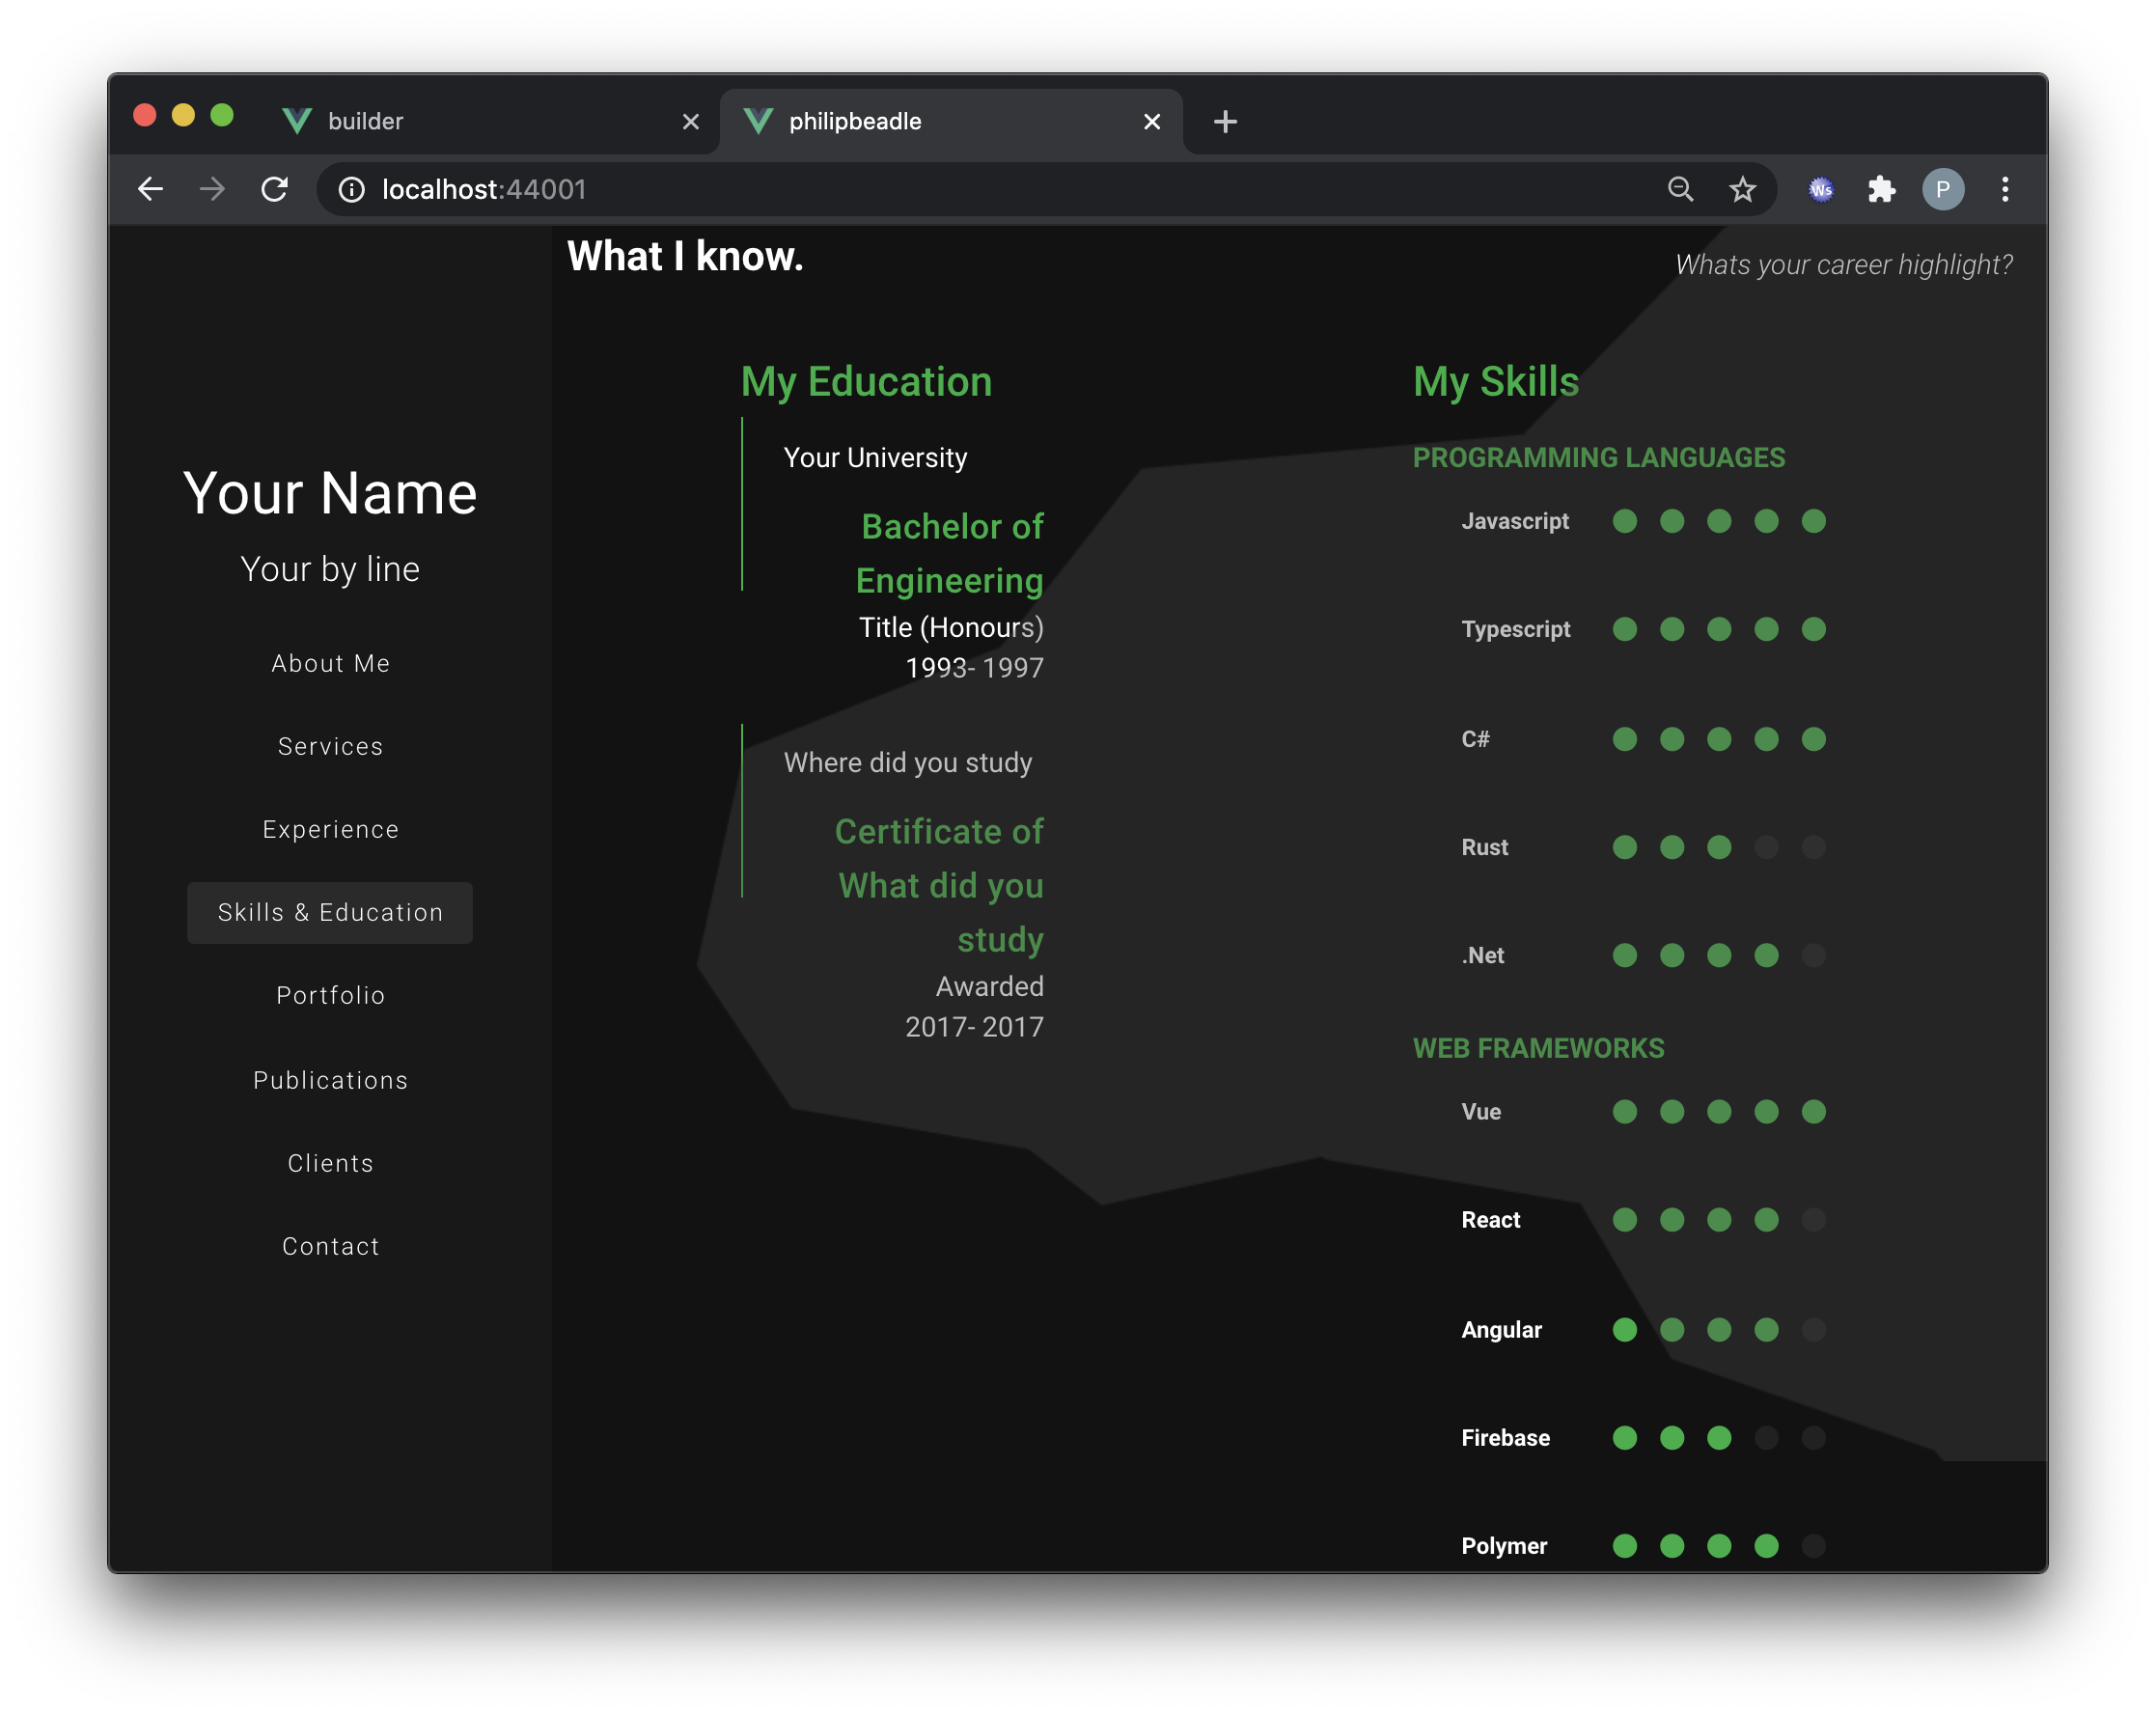 builder
philipbeadle
localhost:44001
Ws
P
What I know.
Whats your career highlight?
Your Name
Your by line
About Me
Services
Experience
Skills & Education
Portfolio
Publications
Clients
Contact
My Education
Your University
Bachelor of
Engineering
Title (Honours)
1993- 1997
Where did you study
Certificate of
What did you
study
Awarded
2017- 2017
My Skills
PROGRAMMING LANGUAGES
Javascript
Typescript
C#
Rust
.Net
WEB FRAMEWORKS
Vue
React
Angular
Firebase
Polymer